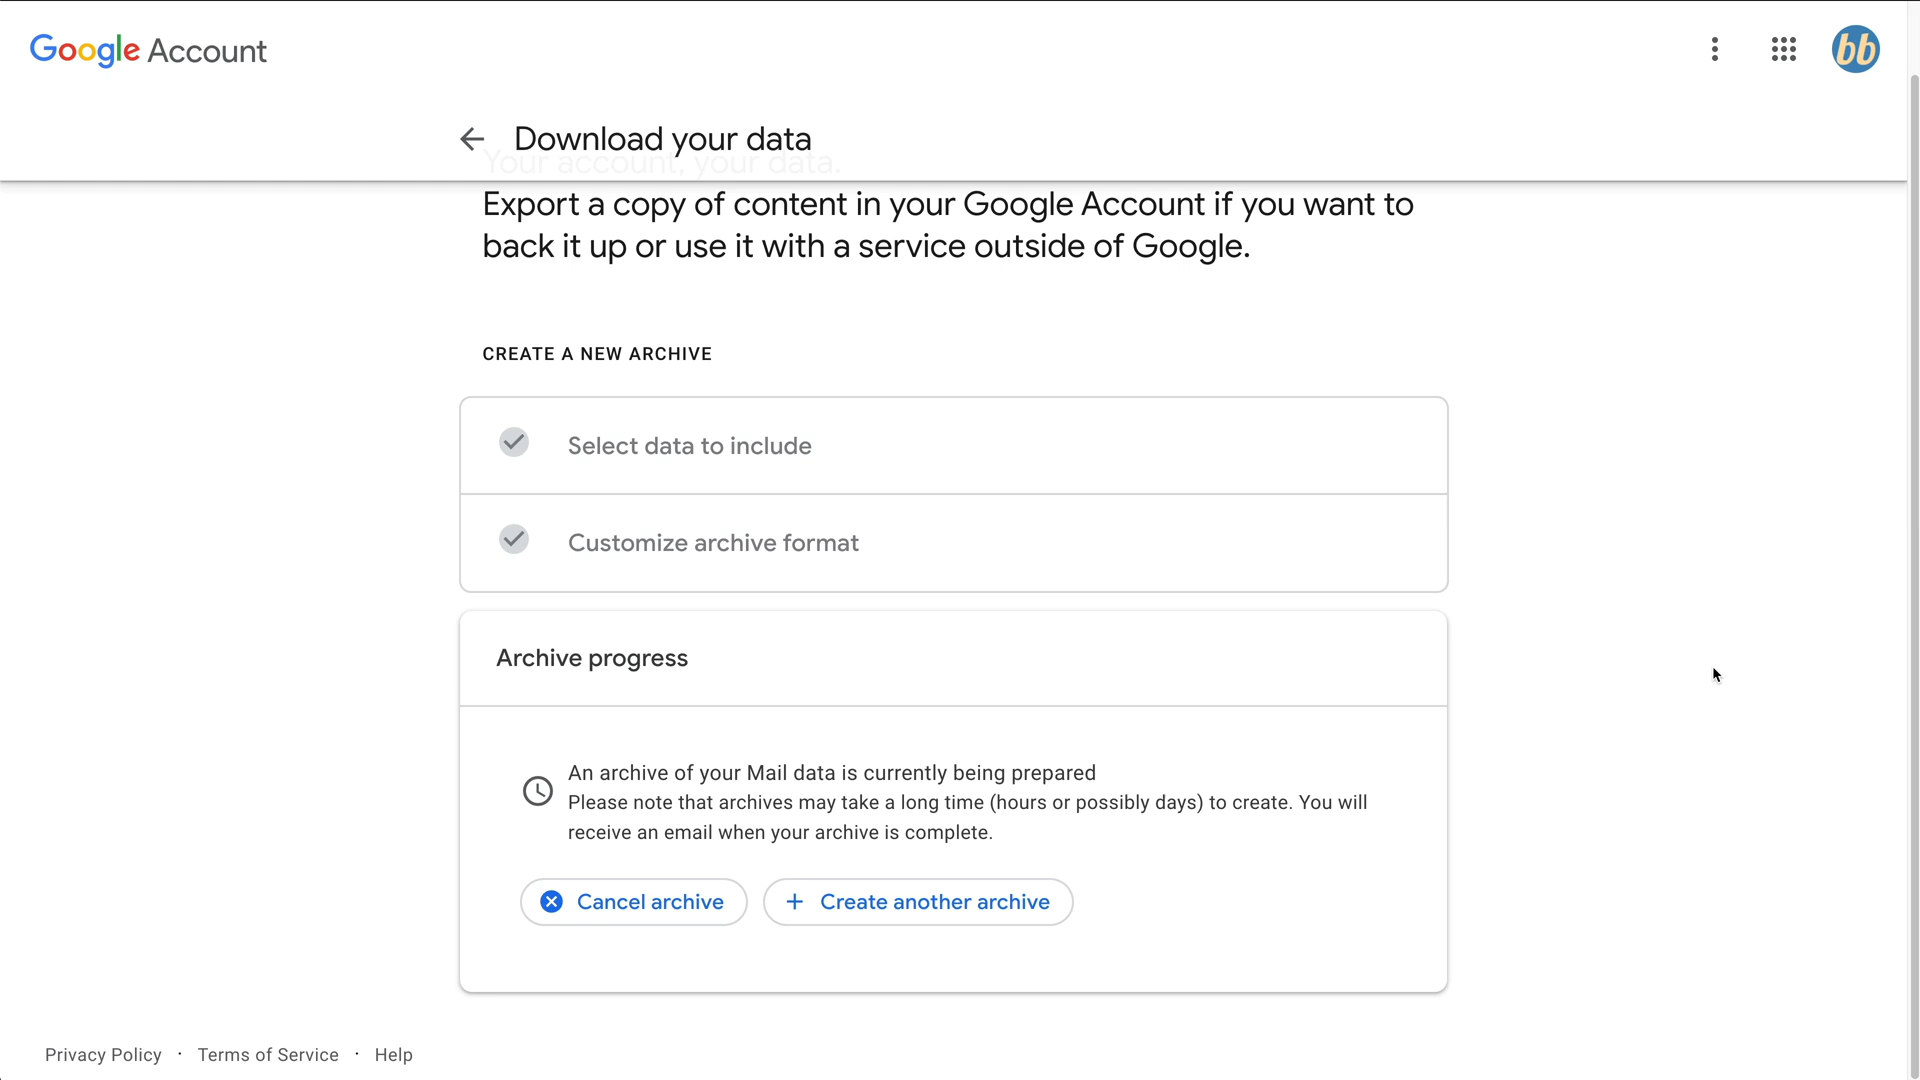 Google Account
bb
Download your data
Your account, your data.
Export a copy of content in your Google Account if you want to
back it up or use it with a service outside of Google.
CREATE A NEW ARCHIVE
Select data to include
Customize archive format
Archive progress
An archive of your Mail data is currently being prepared
Please note that archives may take a long time (hours or possibly days) to create. You will
receive an email when your archive is complete.
Cancel archive + Create another archive
Privacy Policy · Terms of Service · Help